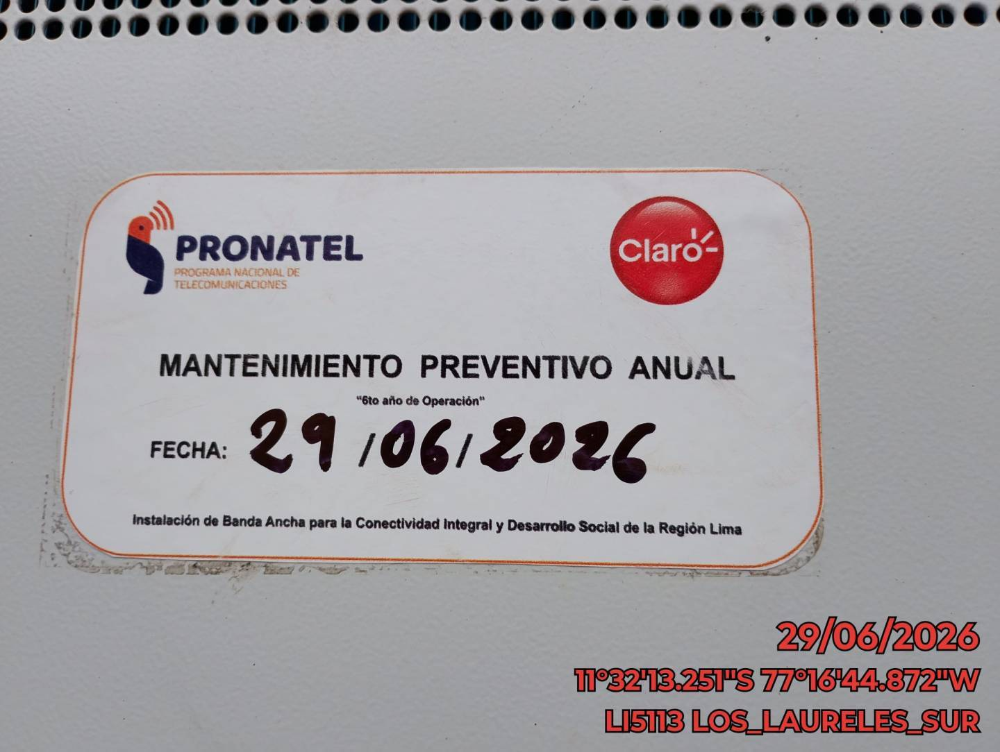 PRONATEL
PROGRAMA NACIONAL DE
TELECOMUNICACIONES
Claro
MANTENIMIENTO PREVENTIVO ANUAL
"6to año de Operación"
FECHA: 29/06/2026
Instalación de Banda Ancha para la Conectividad Integral y Desarrollo Social de la Región Lima
29/06/2026
11°32'13.251"S 77°16'44.872"W
LI5113 LOS_LAURELES_SUR